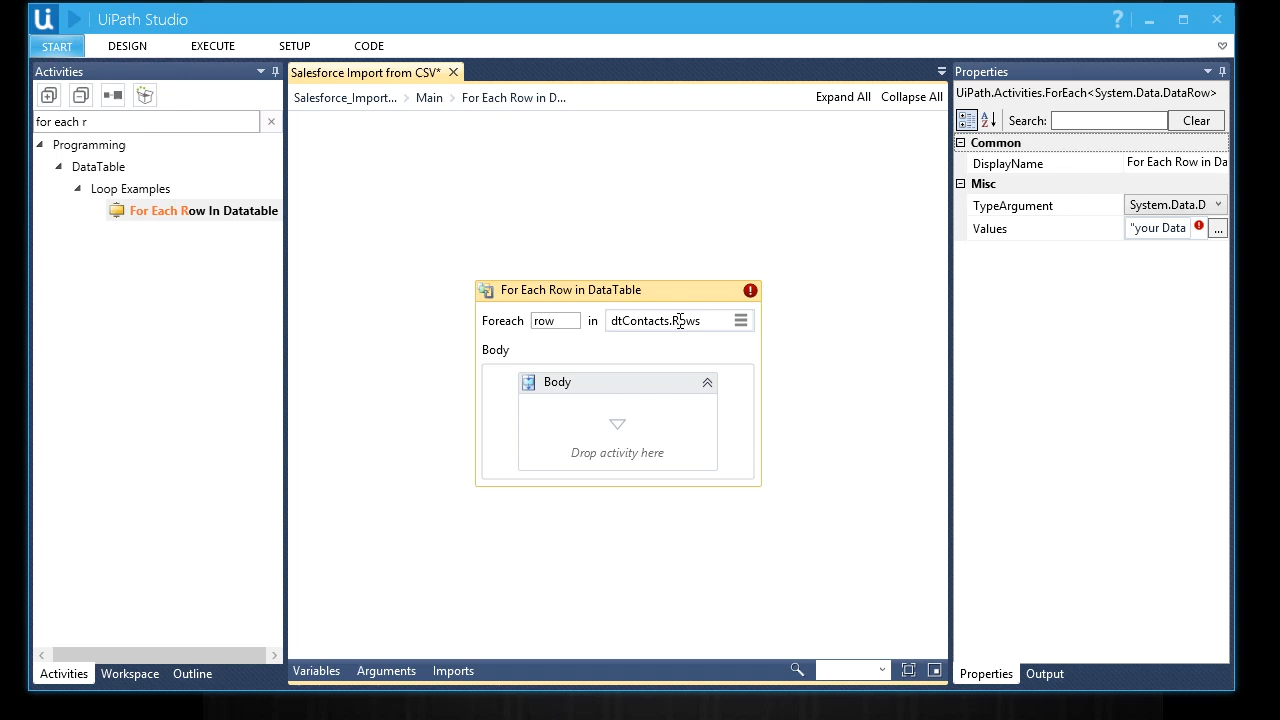 UiPath Studio
START DESIGN EXECUTE SETUP CODE
Activities
for each r
Programming
DataTable
Loop Examples
For Each Row In Datatable
Activities Workspace Outline
Salesforce Import from CSV*
Salesforce_Import... Main For Each Row in D... Expand All Collapse All
For Each Row in DataTable
Foreach row in dtContacts.Rows
Body
Body
Drop activity here
Variables Arguments Imports
Properties
UiPath.Activities.ForEach<System.Data.DataRow>
Search: Clear
Common
DisplayName For Each Row in Da
Misc
TypeArgument System.Data.D
Values "your Data ...
Properties Output